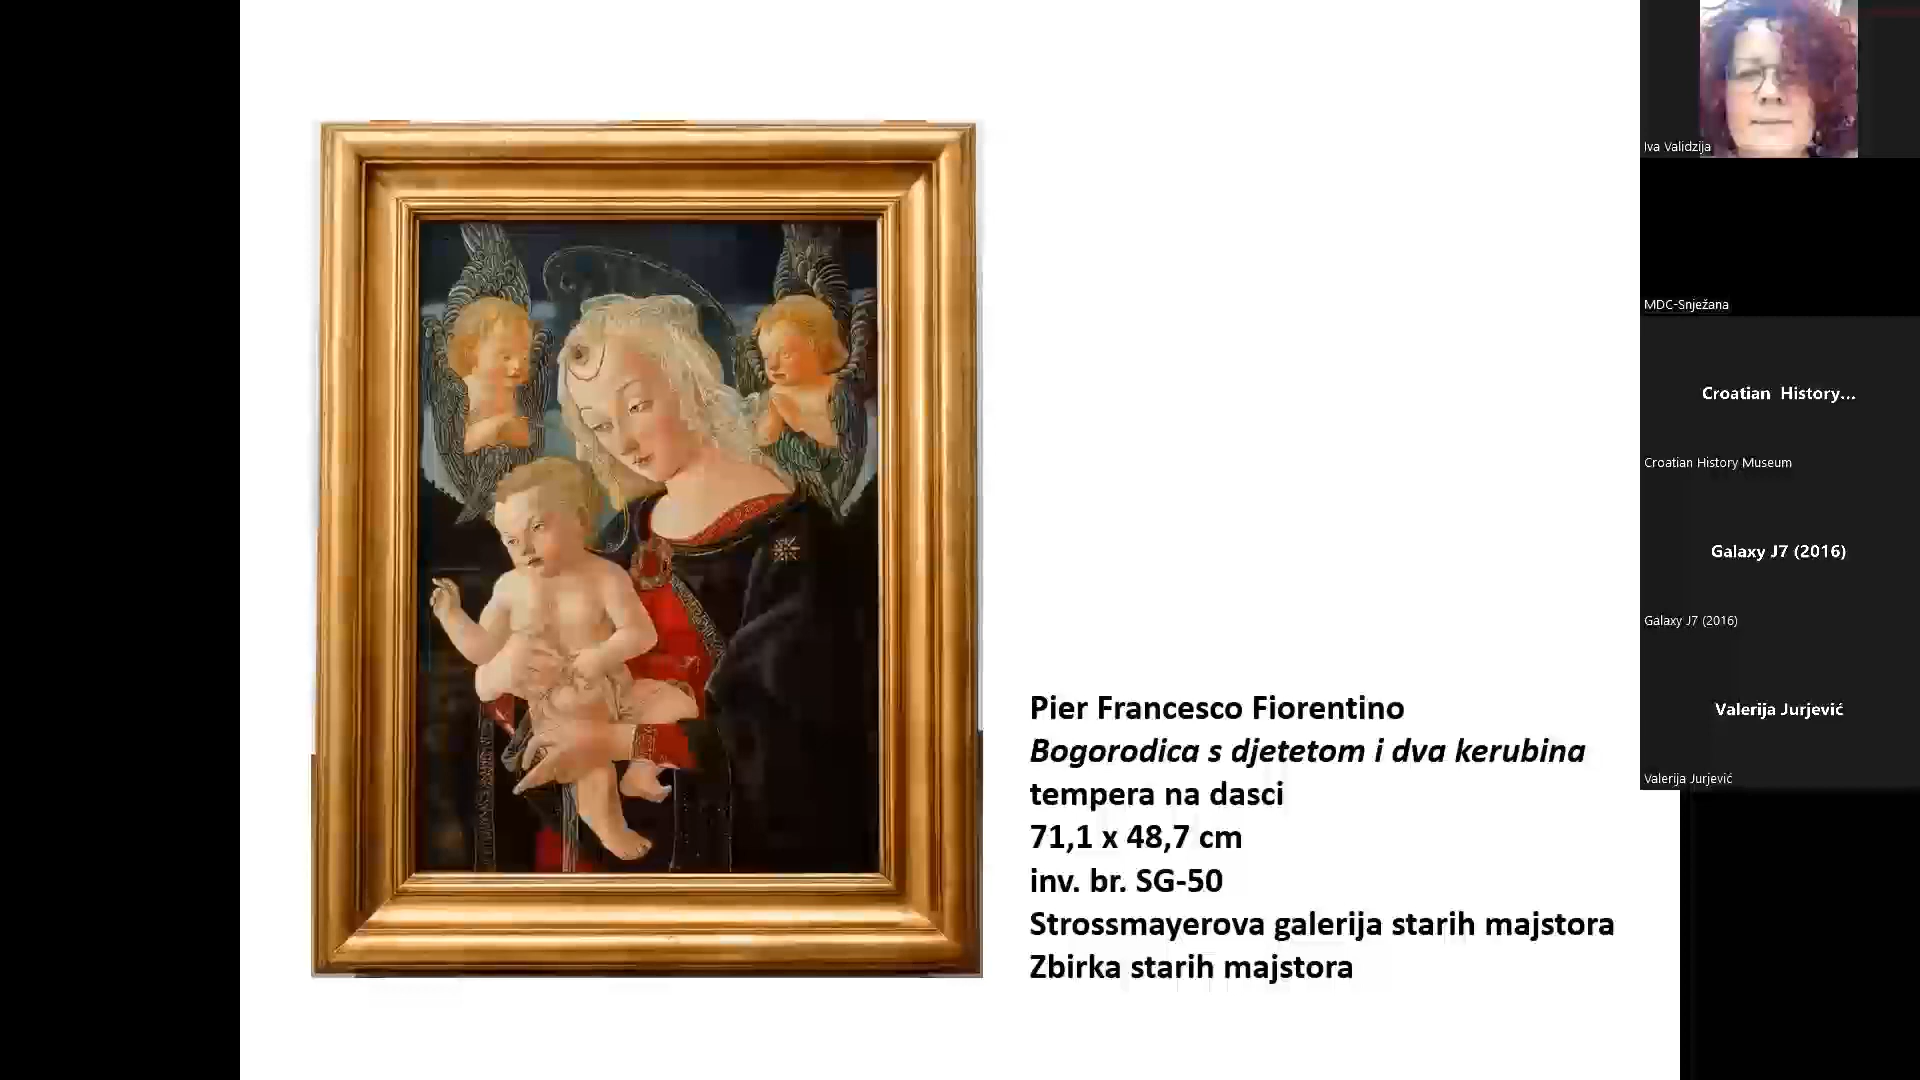 Pier Francesco Fiorentino
Bogorodica s djetetom i dva kerubina
tempera na dasci
71,1 x 48,7 cm
inv. br. SG-50
Strossmayerova galerija starih majstora
Zbirka starih majstora
Iva Validzija
MDC-Snježana
Croatian History...
Croatian History Museum
Galaxy J7 (2016)
Galaxy J7 (2016)
Valerija Jurjević
Valerija Jurjević